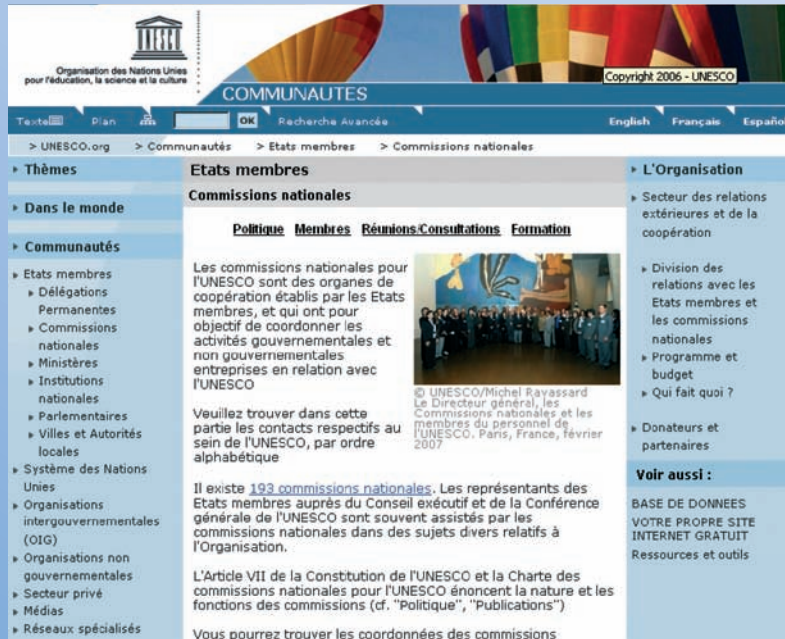 UNESCO
Organisation des Nations Unies
pour l'éducation, la science et la culture
Copyright 2006 - UNESCO
COMMUNAUTES
Texte Plan OK Recherche Avancée English Français Español
> UNESCO.org > Communautés > Etats membres > Commissions nationales
Thèmes
Dans le monde
Communautés
Etats membres
Délégations
Permanentes
Commissions
nationales
Ministères
Institutions
nationales
Parlementaires
Villes et Autorités
locales
Système des Nations
Unies
Organisations
intergouvernementales
(OIG)
Organisations non
gouvernementales
Secteur privé
Médias
Réseaux spécialisés
Etats membres
Commissions nationales
Politique Membres Réunions/Consultations Formation
Les commissions nationales pour
l'UNESCO sont des organes de
coopération établis par les Etats
membres, et qui ont pour
objectif de coordonner les
activités gouvernementales et
non gouvernementales
entreprises en relation avec
l'UNESCO
© UNESCO/Michel Ravassard
Le Directeur général, les
Commissions nationales et les
membres du personnel de
l'UNESCO. Paris, France, février
2007
Veuillez trouver dans cette
partie les contacts respectifs au
sein de l'UNESCO, par ordre
alphabétique
Il existe 193 commissions nationales. Les représentants des
Etats membres auprès du Conseil exécutif et de la Conférence
générale de l'UNESCO sont souvent assistés par les
commissions nationales dans des sujets divers relatifs à
l'Organisation.
L'Article VII de la Constitution de l'UNESCO et la Charte des
commissions nationales pour l'UNESCO énoncent la nature et les
fonctions des commissions (cf. "Politique", "Publications")
Vous pourrez trouver les coordonnées des commissions
L'Organisation
Secteur des relations
extérieures et de la
coopération
Division des
relations avec les
Etats membres et
les commissions
nationales
Programme et
budget
Qui fait quoi ?
Donateurs et
partenaires
Voir aussi :
BASE DE DONNEES
VOTRE PROPRE SITE
INTERNET GRATUIT
Ressources et outils